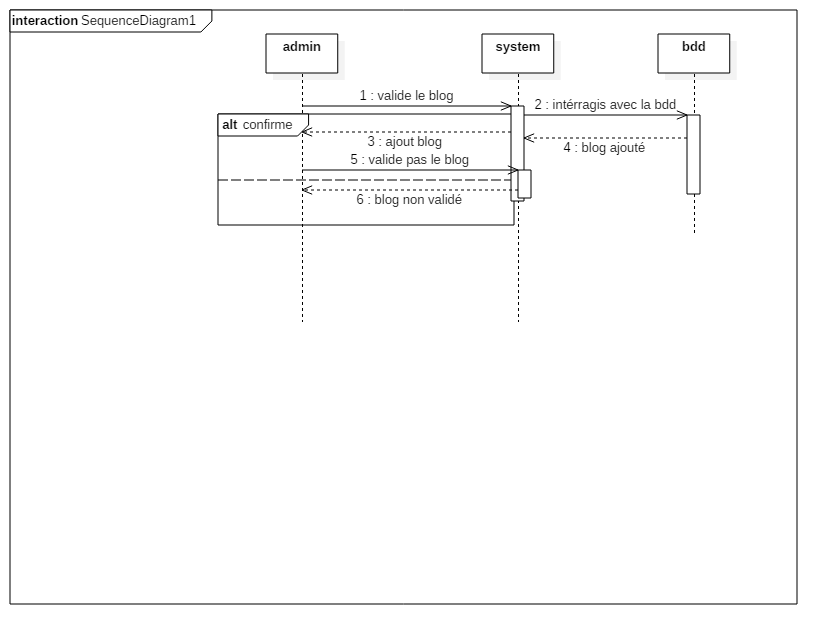 interaction SequenceDiagram1
admin
system
bdd
1 : valide le blog
2 : intérragis avec la bdd
alt confirme
3 : ajout blog
4 : blog ajouté
5 : valide pas le blog
6 : blog non validé